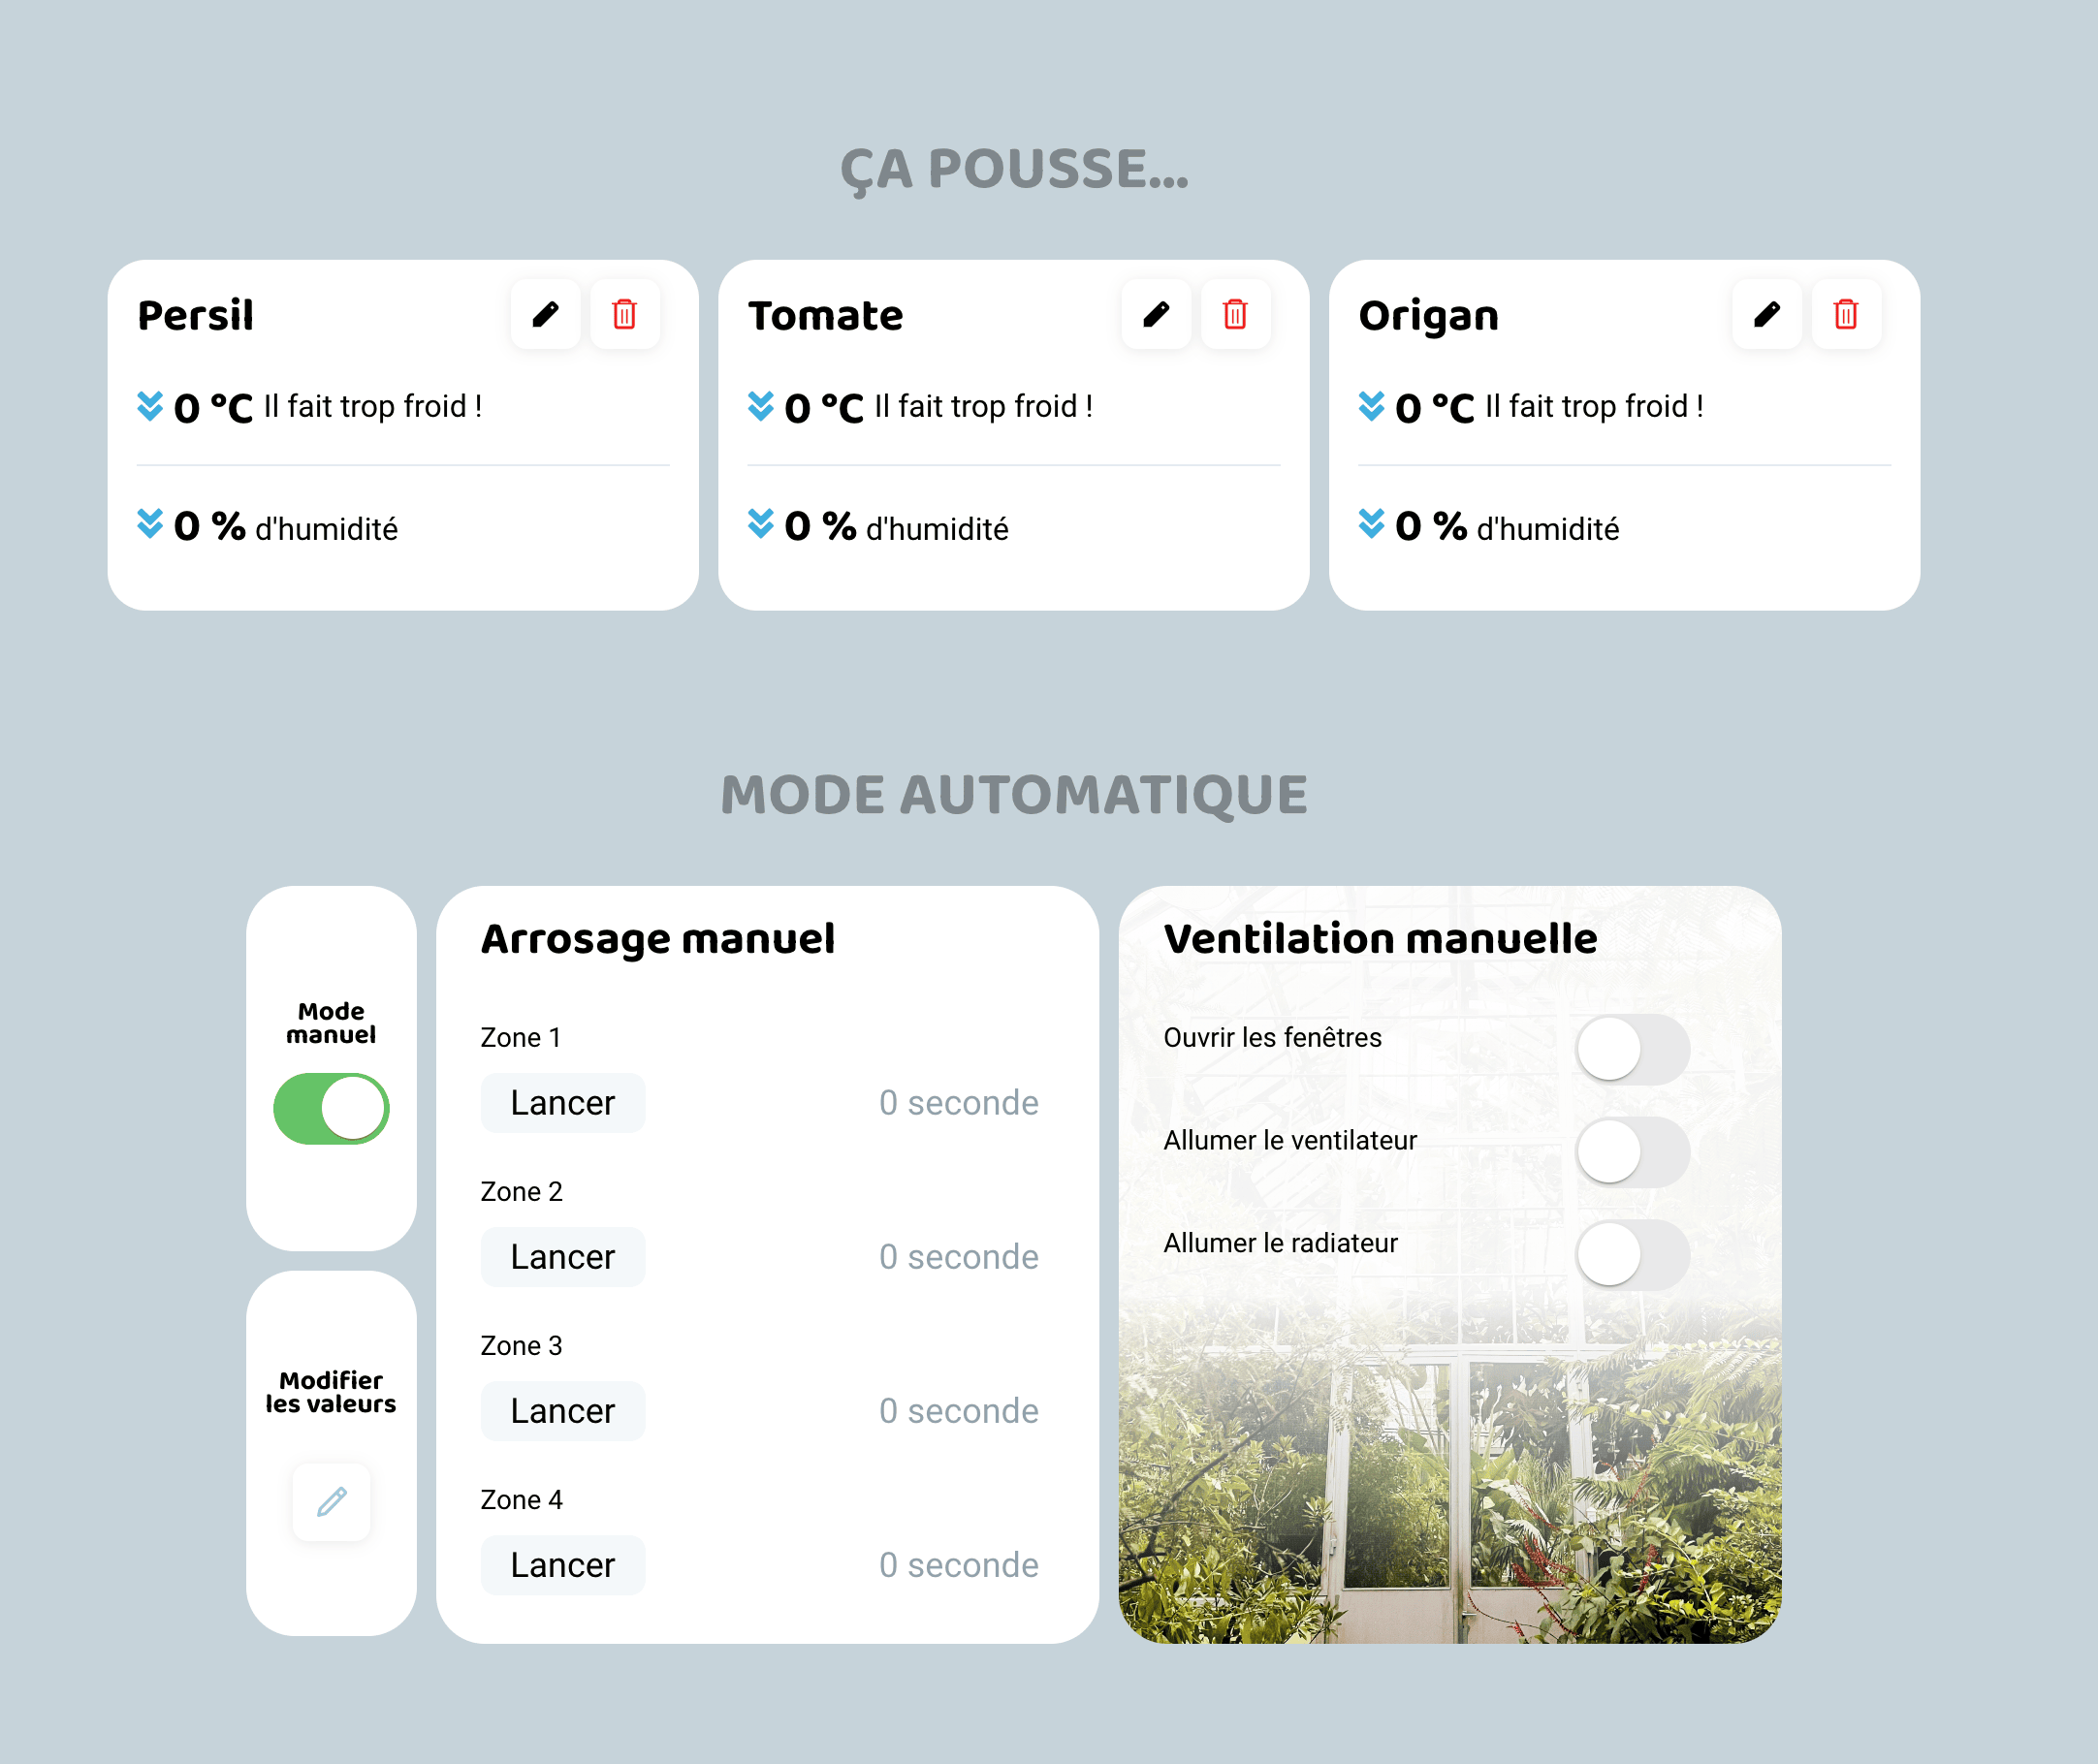 ÇA POUSSE...
Persil
0 °C Il fait trop froid !
0 % d'humidité
Tomate
0 °C Il fait trop froid !
0 % d'humidité
Origan
0 °C Il fait trop froid !
0 % d'humidité
MODE AUTOMATIQUE
Mode
manuel
Modifier
les valeurs
Arrosage manuel
Zone 1
Lancer 0 seconde
Zone 2
Lancer 0 seconde
Zone 3
Lancer 0 seconde
Zone 4
Lancer 0 seconde
Ventilation manuelle
Ouvrir les fenêtres
Allumer le ventilateur
Allumer le radiateur